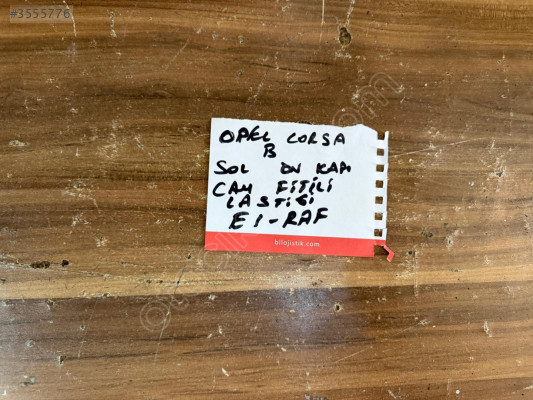 #3555776
OPEL CORSA
B
SOL ÖN KAPI
CAM FİTİLİ
LASTİĞİ
E1-RAF
bilojistik.com